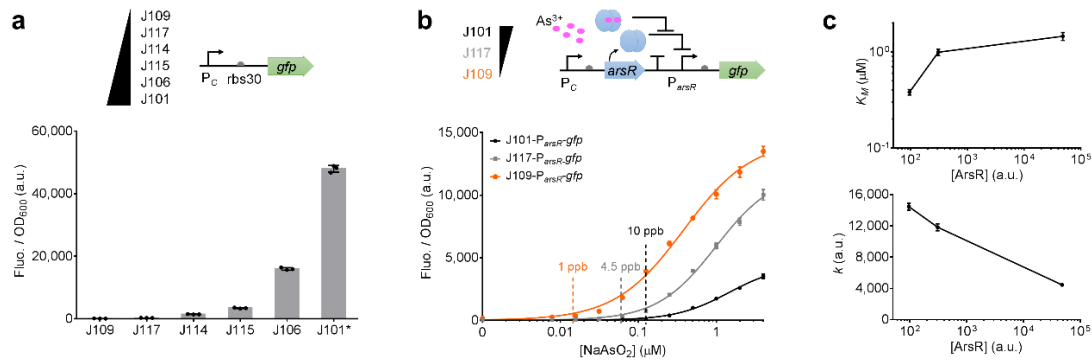 a
J109
J117
J114
J115
J106
J101
P_C rbs30 gfp
Fluo. / OD600 (a.u.)
60,000
40,000
20,000
0
J109 J117 J114 J115 J106 J101*
b
J101
J117
J109
As3+
P_C arsR P_arsR gfp
Fluo. / OD600 (a.u.)
15,000
10,000
5,000
0
J101-P_arsR-gfp
J117-P_arsR-gfp
J109-P_arsR-gfp
1 ppb
4.5 ppb
10 ppb
0 0.01 0.1 1
[NaAsO2] (μM)
c
K_M (μM)
10^0
10^-1
10^2 10^3 10^4 10^5
[ArsR] (a.u.)
k (a.u.)
16,000
12,000
8,000
4,000
0
10^2 10^3 10^4 10^5
[ArsR] (a.u.)